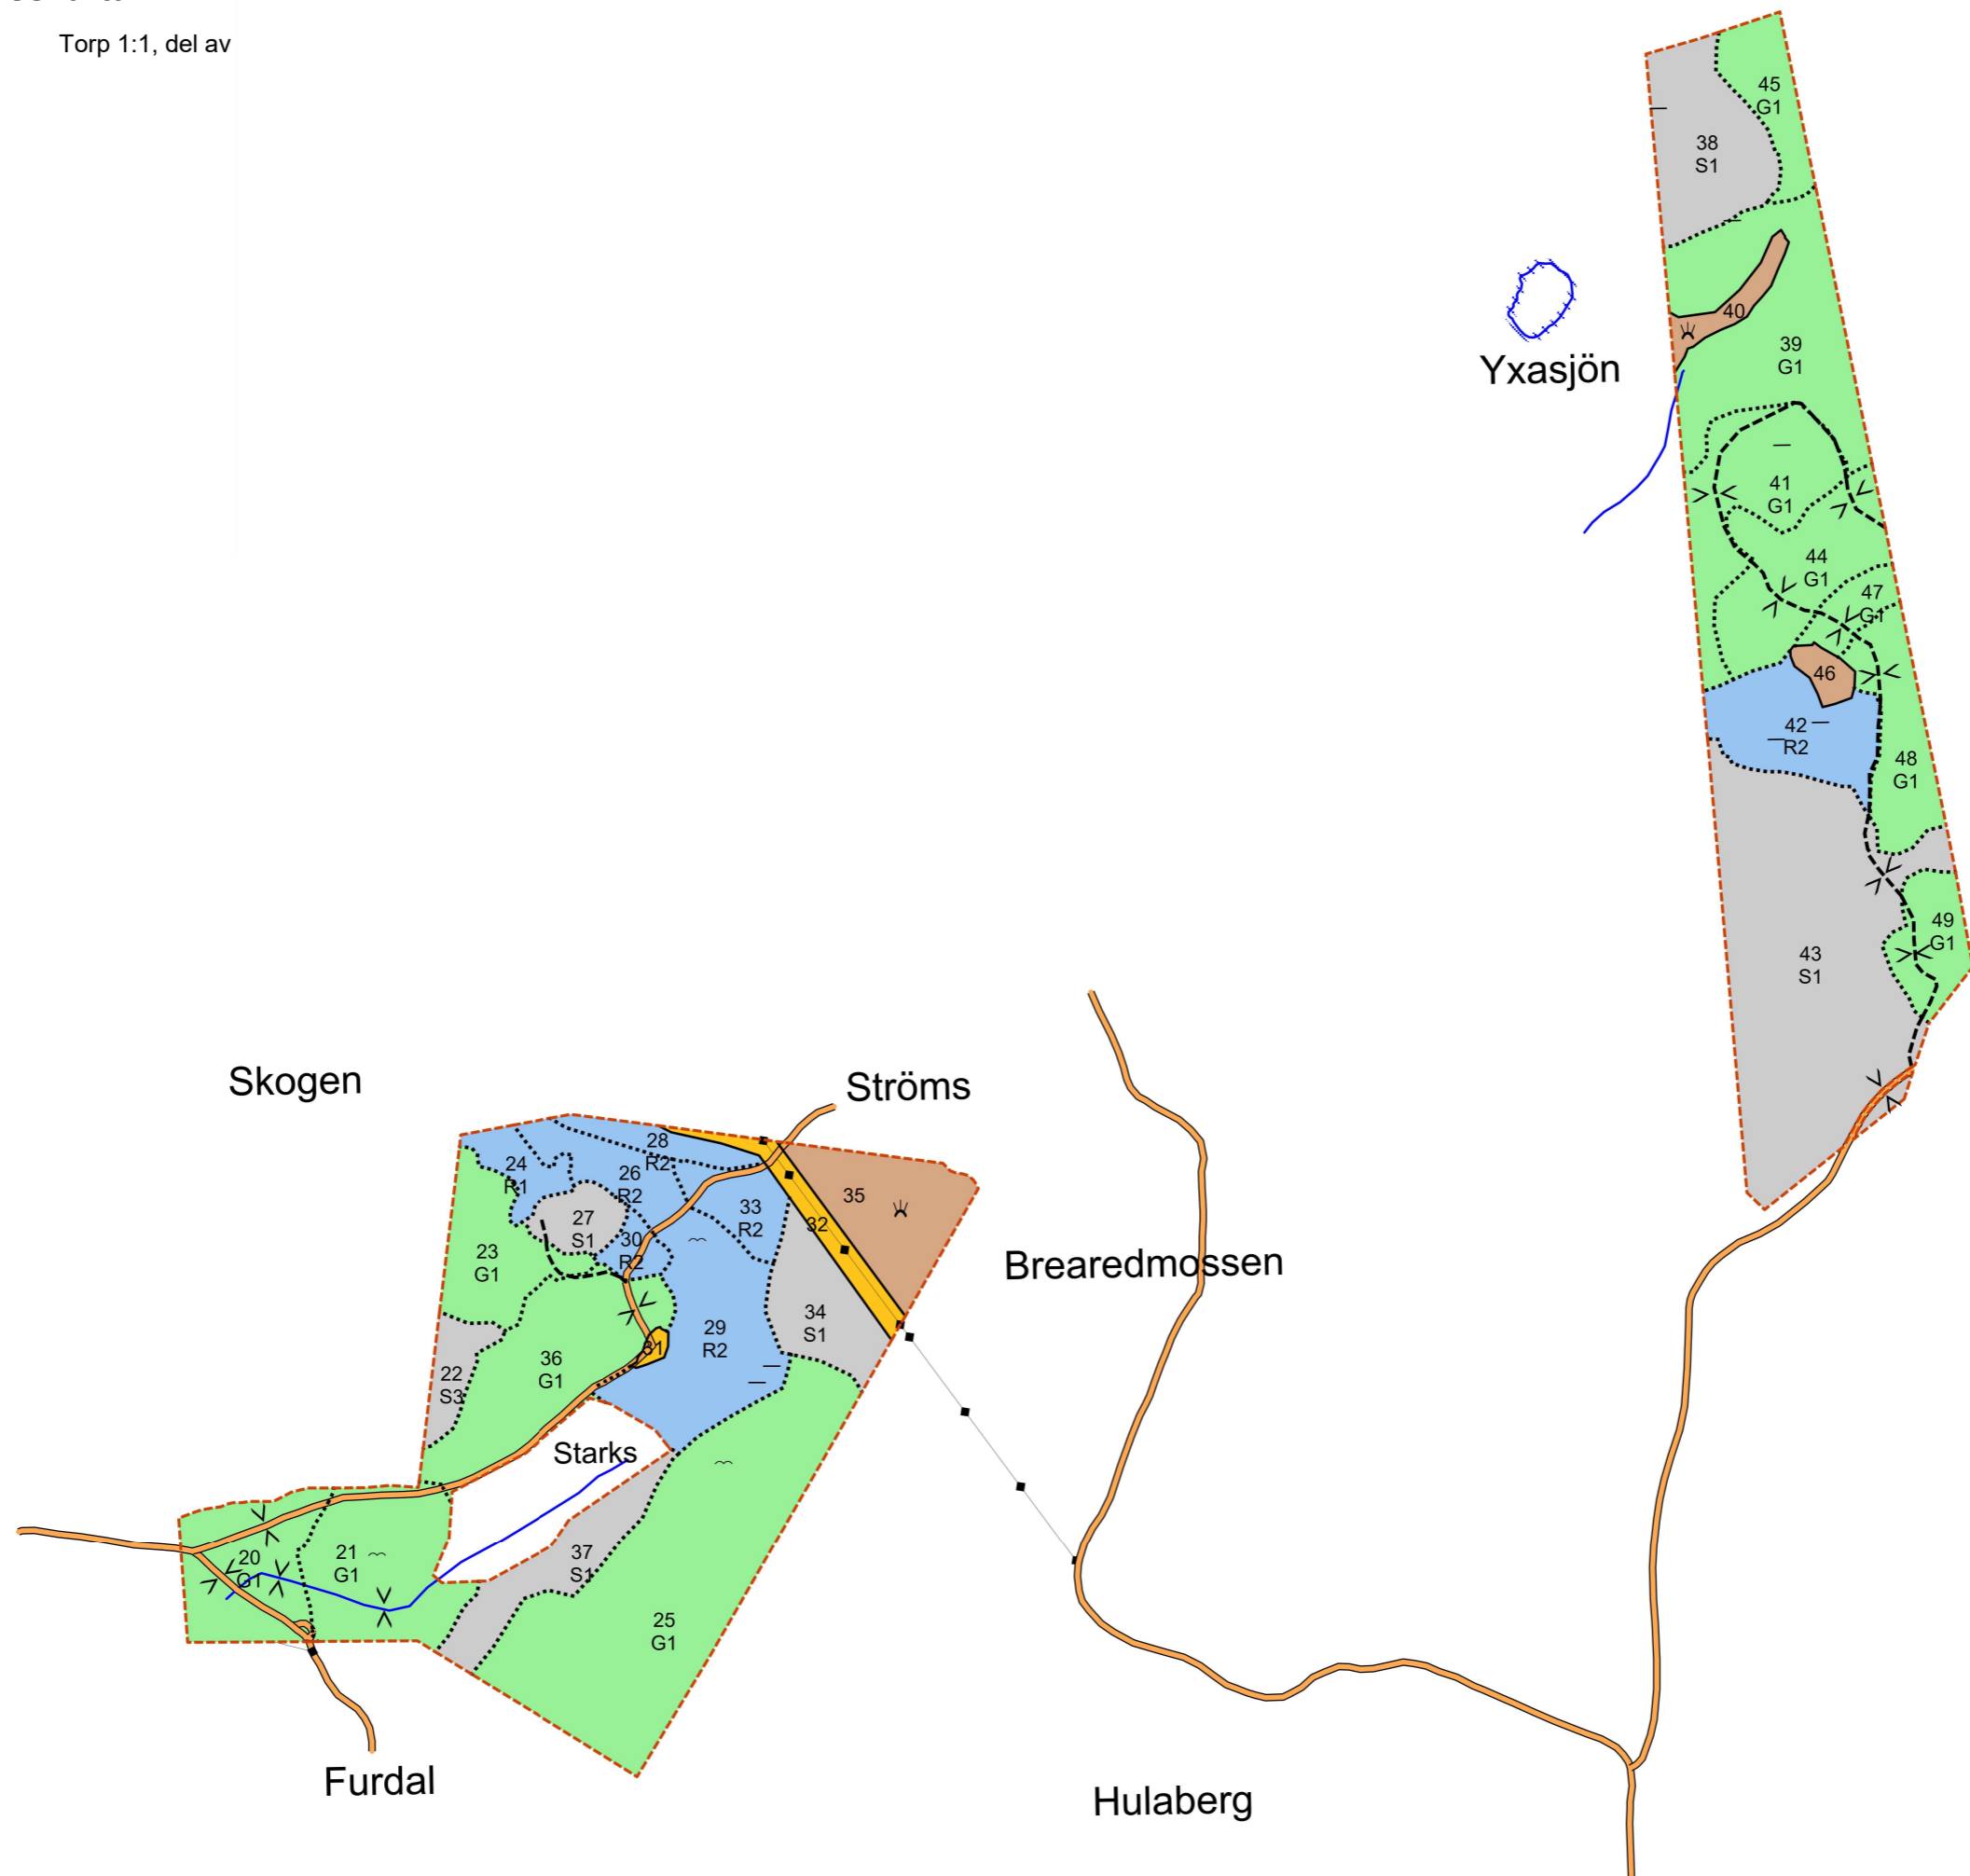 Torp 1:1, del av
45
G1
38
S1
40
39
G1
Yxasjön
41
G1
44
G1
47
G1
46
42
R2
48
G1
49
G1
43
S1
Skogen
Ströms
28
R2
24
R1
26
R2
35
33
R2
27
S1
32
30
R2
23
G1
Brearedmossen
34
S1
29
R2
31
36
G1
22
S3
Starks
20
G1
21
G1
37
S1
25
G1
Furdal
Hulaberg